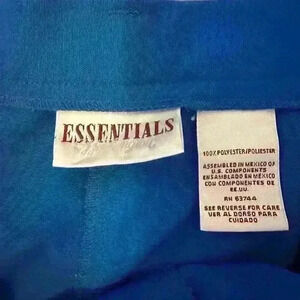 ESSENTIALS
100% POLYESTER/POLIESTER
ASSEMBLED IN MEXICO OF
U.S. COMPONENTS
ENSAMBLADO EN MEXICO
CON COMPONENTES DE
EE.UU.
RN 63744
SEE REVERSE FOR CARE
VER AL DORSO PARA
CUIDADO